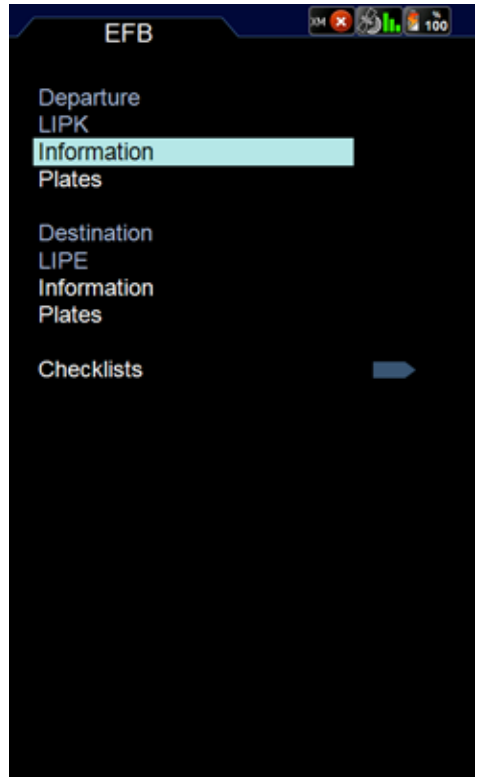 EFB
XM
%
100
Departure
LIPK
Information
Plates
Destination
LIPE
Information
Plates
Checklists